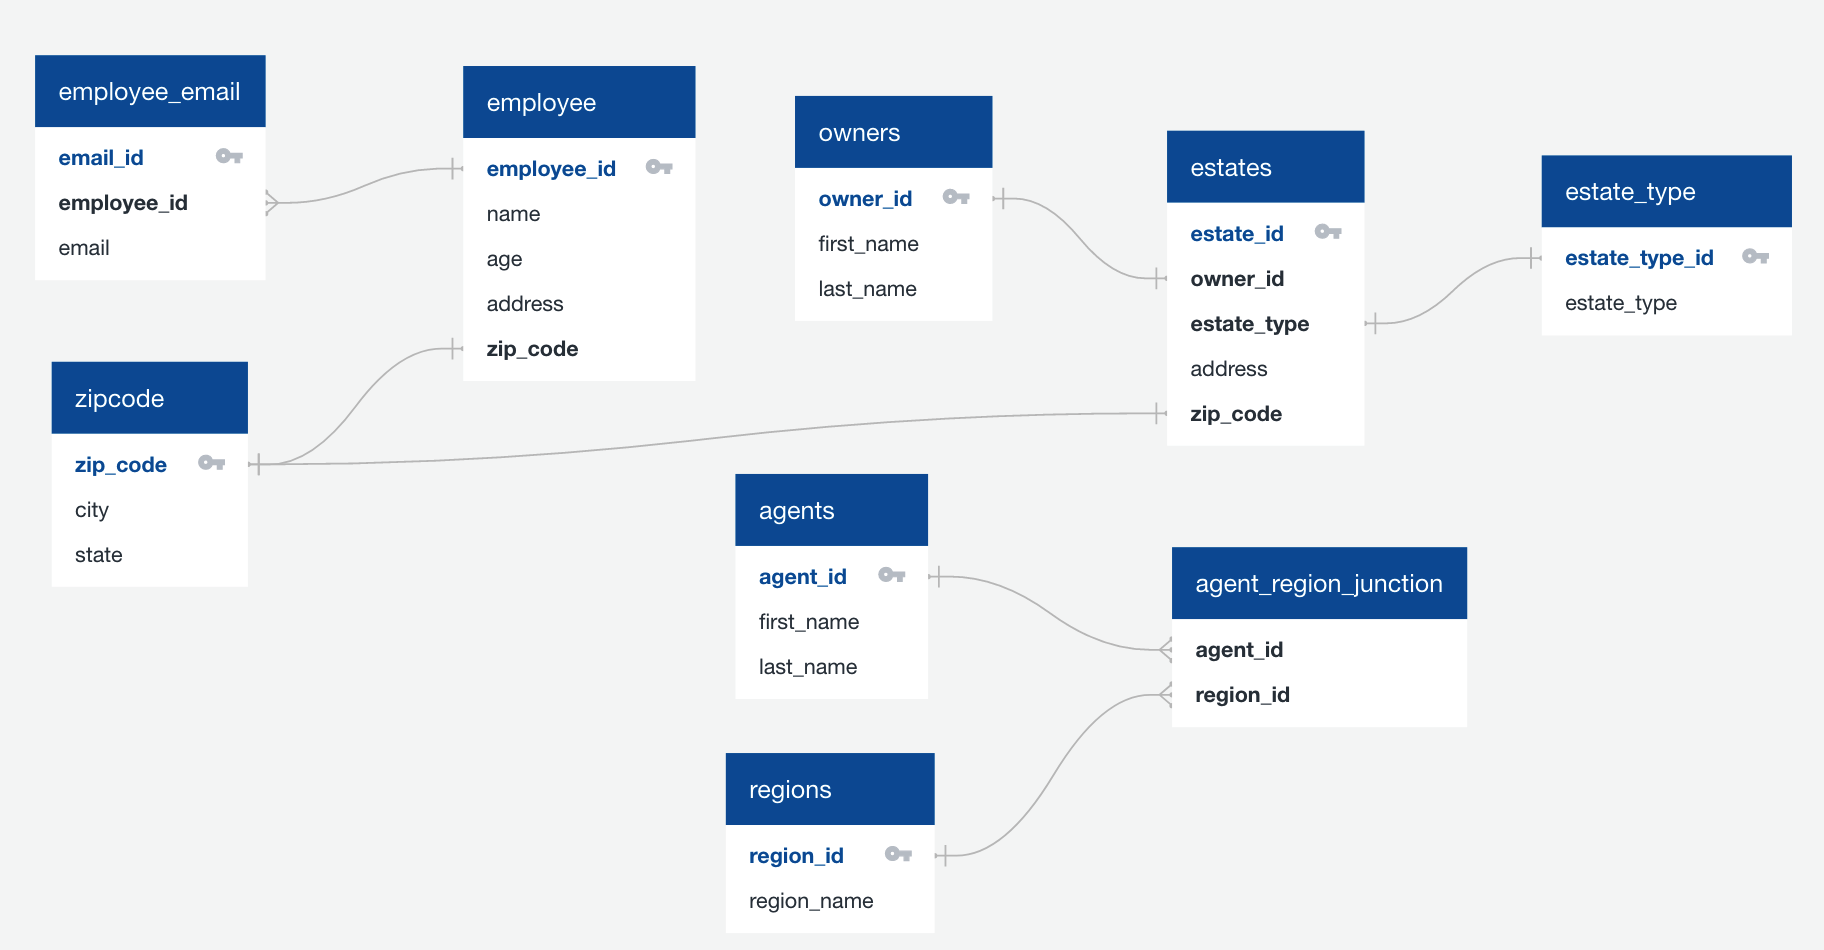 employee_email
email_id
employee_id
email
employee
employee_id
name
age
address
zip_code
owners
owner_id
first_name
last_name
estates
estate_id
owner_id
estate_type
address
zip_code
estate_type
estate_type_id
estate_type
zipcode
zip_code
city
state
agents
agent_id
first_name
last_name
agent_region_junction
agent_id
region_id
regions
region_id
region_name